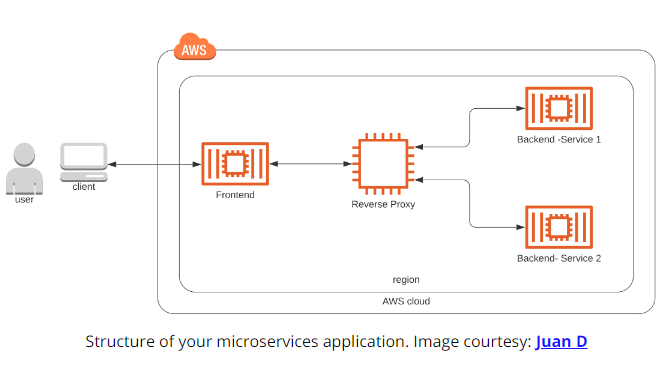 AWS
Backend -Service 1
user
client
Frontend
Reverse Proxy
Backend- Service 2
region
AWS cloud
Structure of your microservices application. Image courtesy: Juan D